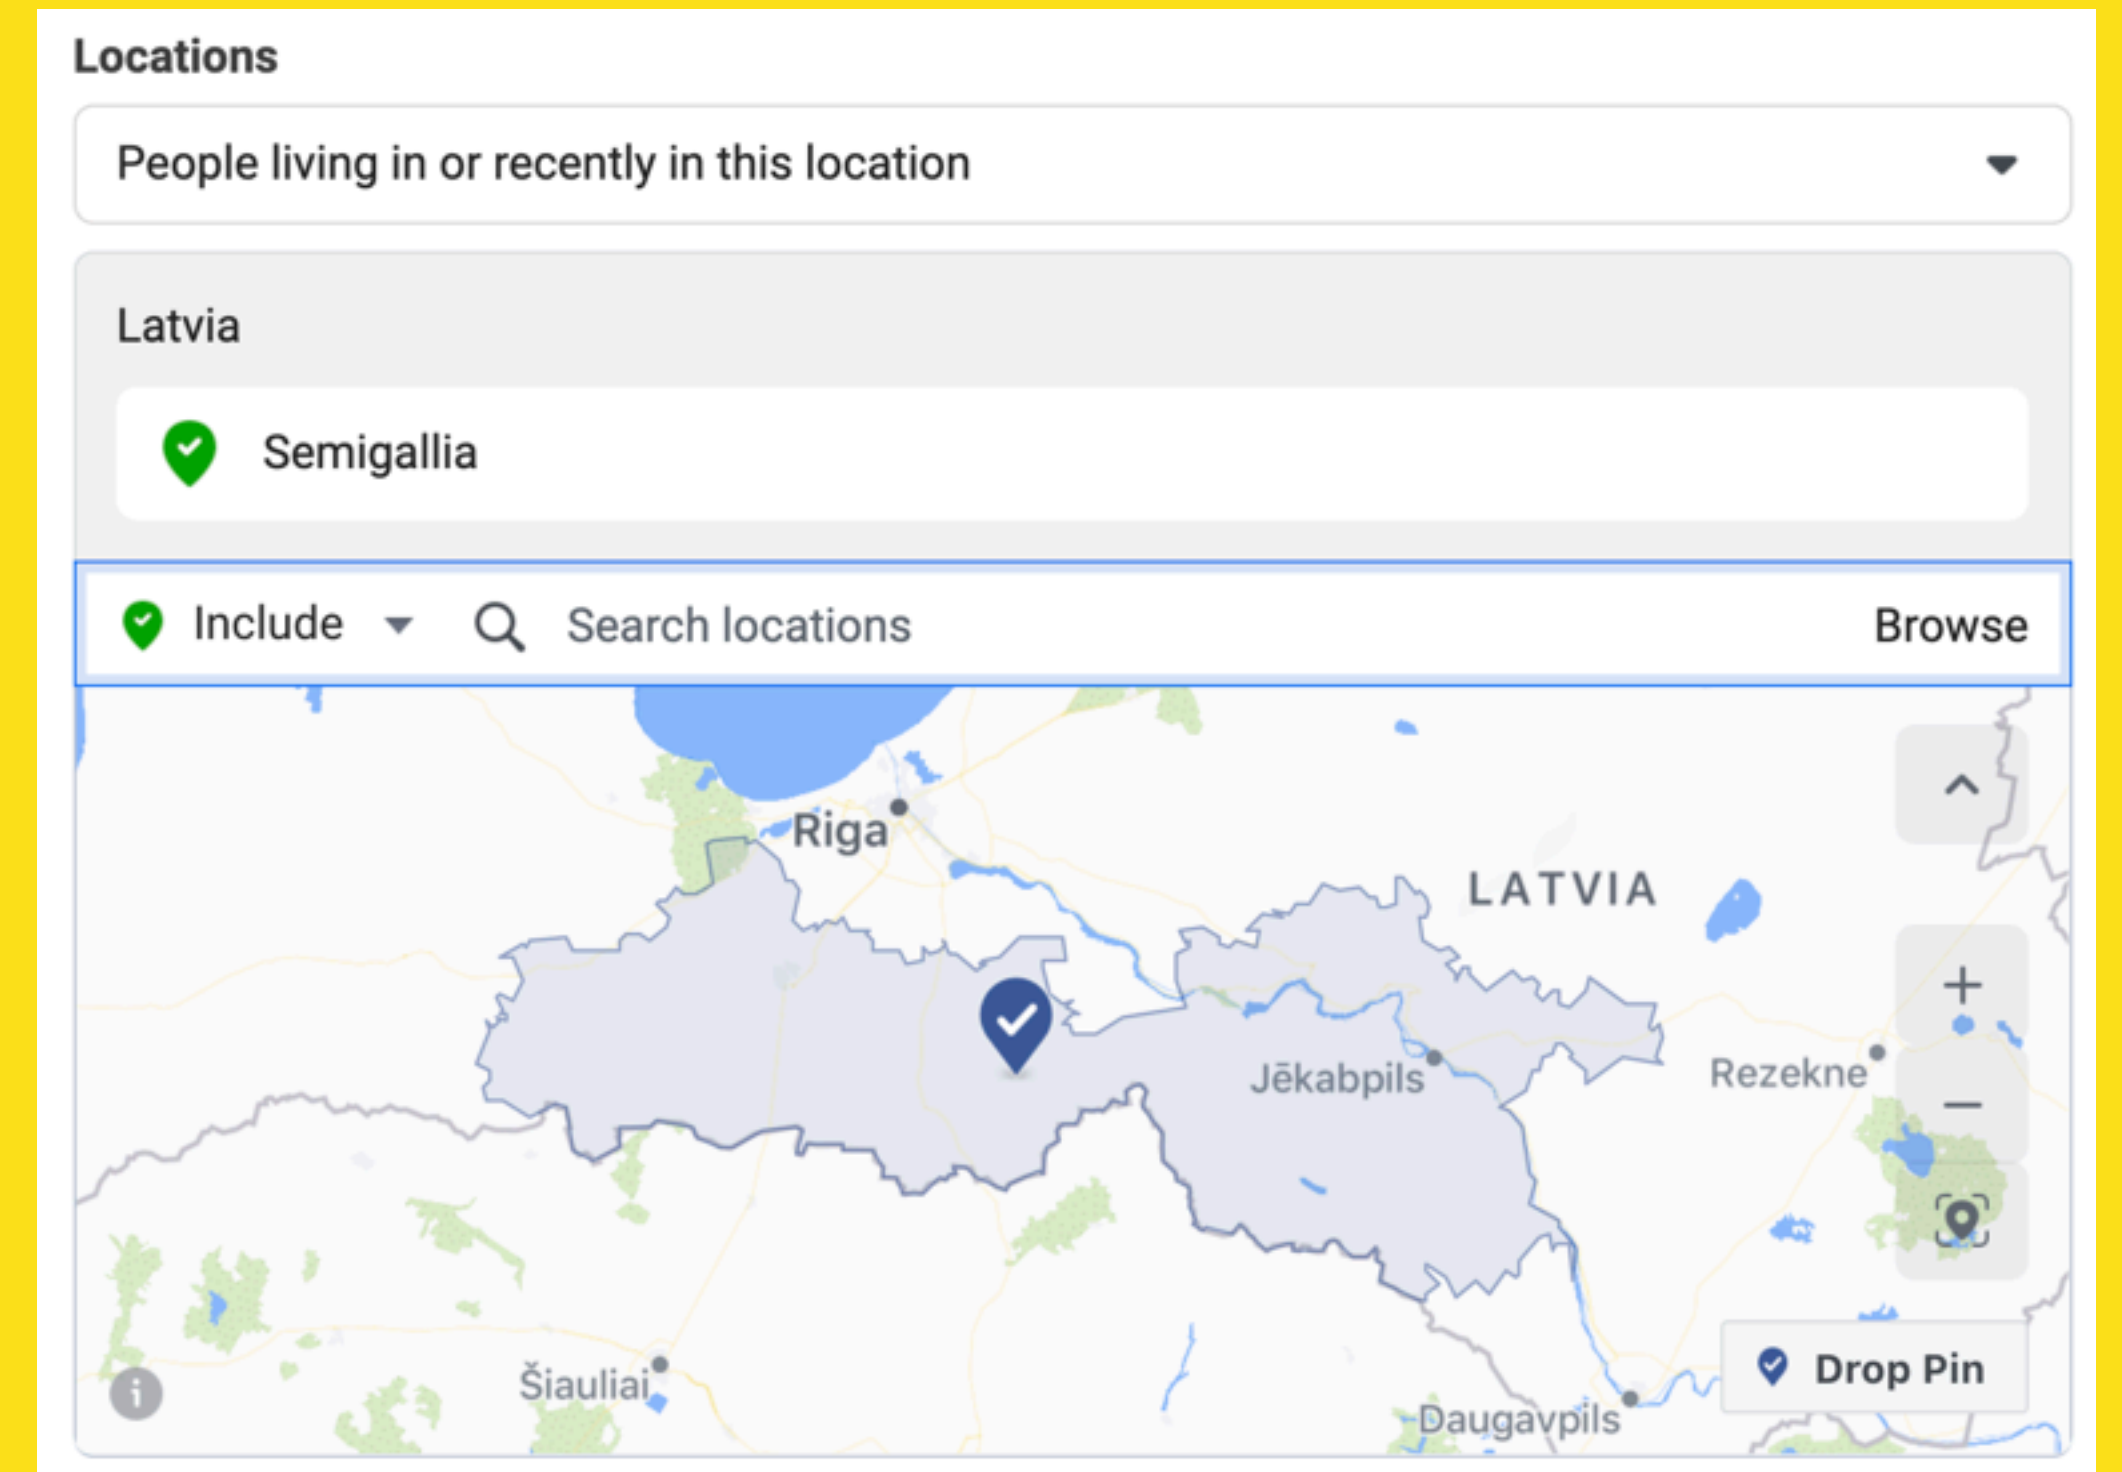 Locations
People living in or recently in this location
Latvia
Semigallia
Include Search locations Browse
Riga
LATVIA
Jēkabpils
Rezekne
Šiauliai
Drop Pin
Daugavpils